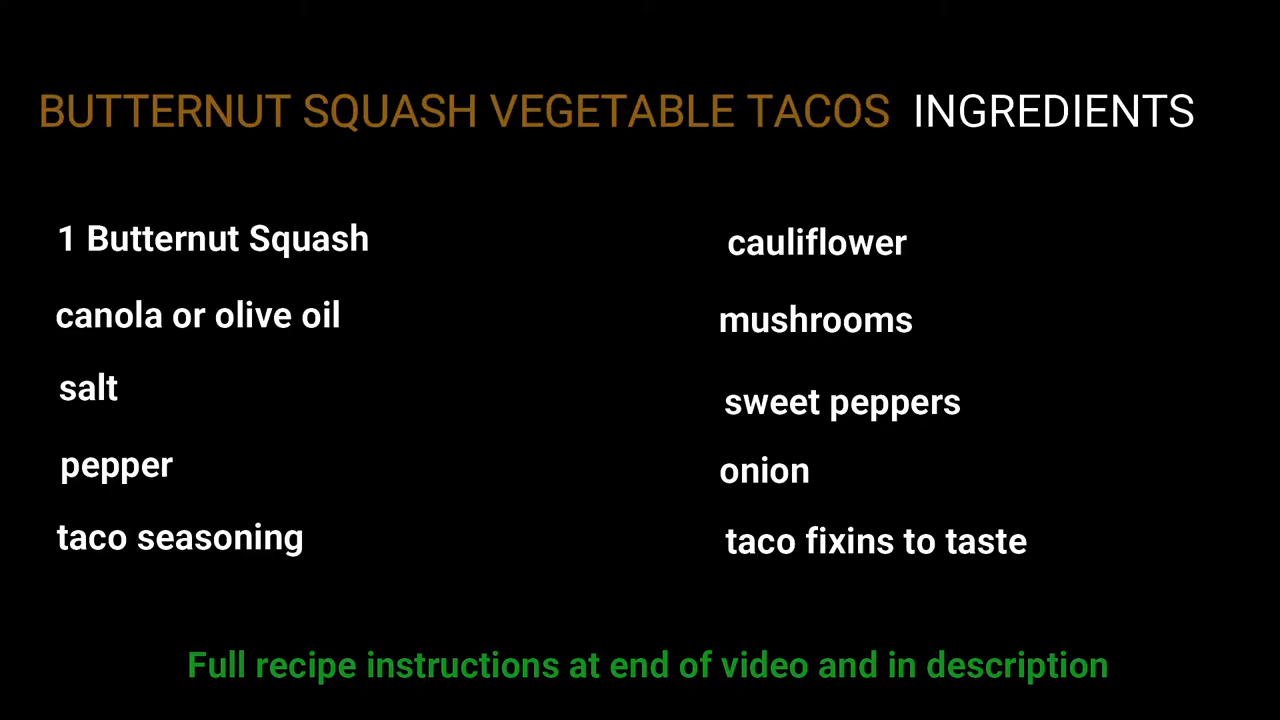 BUTTERNUT SQUASH VEGETABLE TACOS INGREDIENTS
1 Butternut Squash
canola or olive oil
salt
pepper
taco seasoning
cauliflower
mushrooms
sweet peppers
onion
taco fixins to taste
Full recipe instructions at end of video and in description